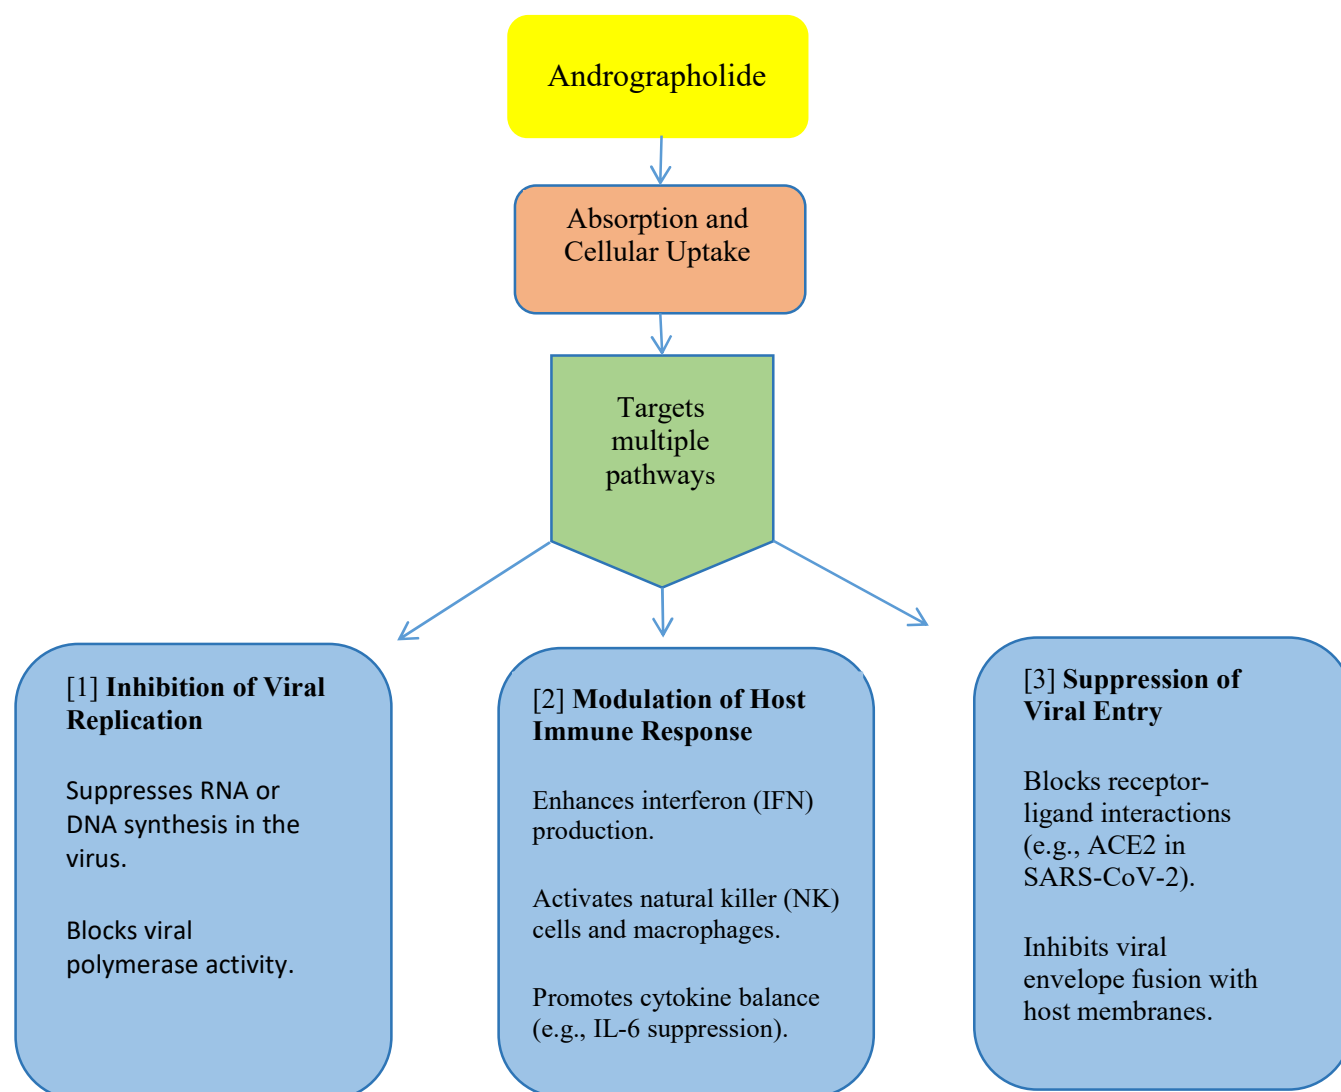 Andrographolide
Absorption and
Cellular Uptake
Targets
multiple
pathways
[1] Inhibition of Viral
Replication
Suppresses RNA or
DNA synthesis in the
virus.
Blocks viral
polymerase activity.
[2] Modulation of Host
Immune Response
Enhances interferon (IFN)
production.
Activates natural killer (NK)
cells and macrophages.
Promotes cytokine balance
(e.g., IL-6 suppression).
[3] Suppression of
Viral Entry
Blocks receptor-
ligand interactions
(e.g., ACE2 in
SARS-CoV-2).
Inhibits viral
envelope fusion with
host membranes.